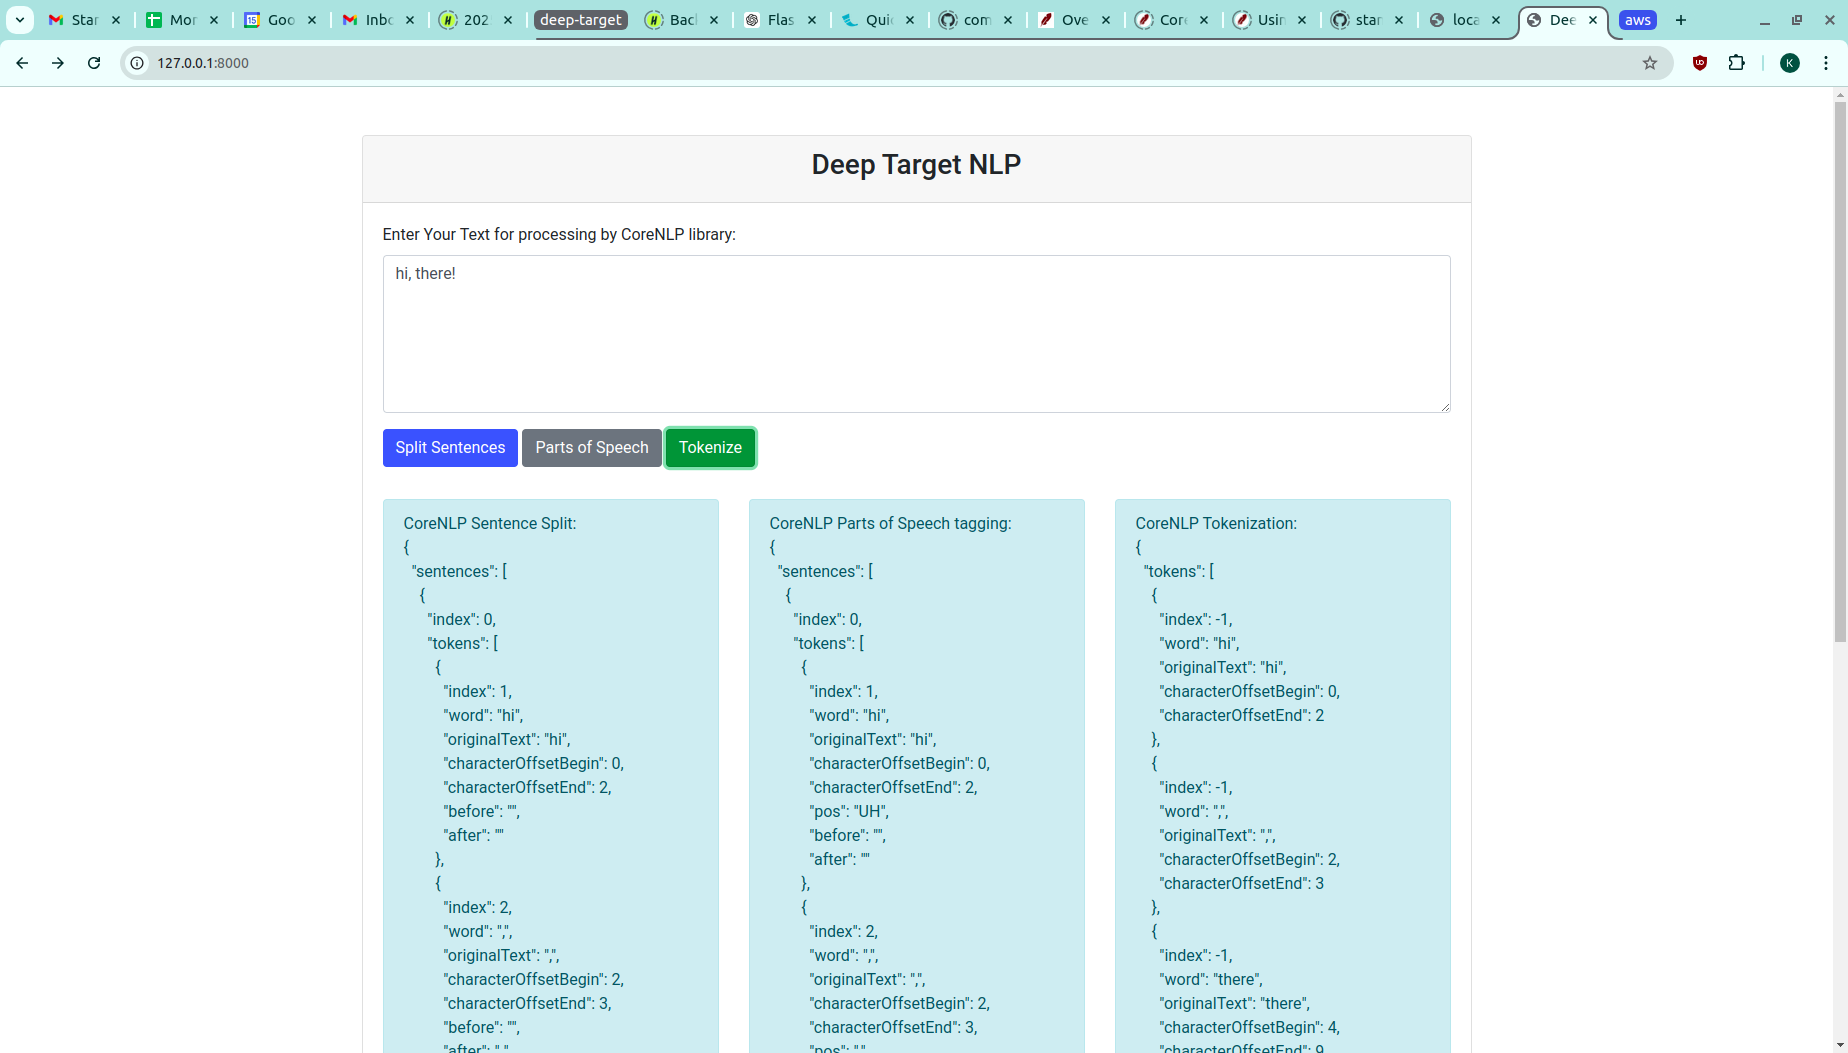 Star
Mor
15
Goo
Inbc
202
deep-target
Bac
Flas
Quic
com
Ove
Core
Usin
star
loca
Dee
aws
127.0.0.1:8000
K
Deep Target NLP
Enter Your Text for processing by CoreNLP library:
hi, there!
Split Sentences
Parts of Speech
Tokenize
CoreNLP Sentence Split:
{
"sentences": [
{
"index": 0,
"tokens": [
{
"index": 1,
"word": "hi",
"originalText": "hi",
"characterOffsetBegin": 0,
"characterOffsetEnd": 2,
"before": "",
"after": ""
},
{
"index": 2,
"word": ",",
"originalText": ",",
"characterOffsetBegin": 2,
"characterOffsetEnd": 3,
"before": "",
"after": " "
CoreNLP Parts of Speech tagging:
{
"sentences": [
{
"index": 0,
"tokens": [
{
"index": 1,
"word": "hi",
"originalText": "hi",
"characterOffsetBegin": 0,
"characterOffsetEnd": 2,
"pos": "UH",
"before": "",
"after": ""
},
{
"index": 2,
"word": ",",
"originalText": ",",
"characterOffsetBegin": 2,
"characterOffsetEnd": 3,
"pos": ","
CoreNLP Tokenization:
{
"tokens": [
{
"index": -1,
"word": "hi",
"originalText": "hi",
"characterOffsetBegin": 0,
"characterOffsetEnd": 2
},
{
"index": -1,
"word": ",",
"originalText": ",",
"characterOffsetBegin": 2,
"characterOffsetEnd": 3
},
{
"index": -1,
"word": "there",
"originalText": "there",
"characterOffsetBegin": 4,
"characterOffsetEnd": 9